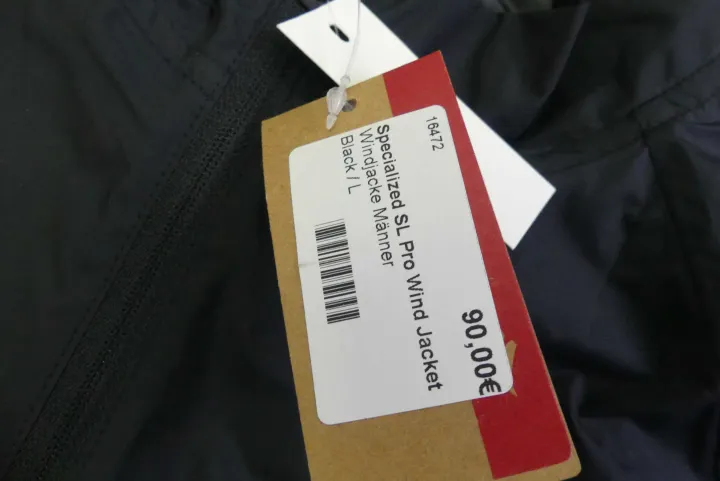 16472
Specialized SL Pro Wind Jacket
Windjacke Männer
Black / L
90,00€